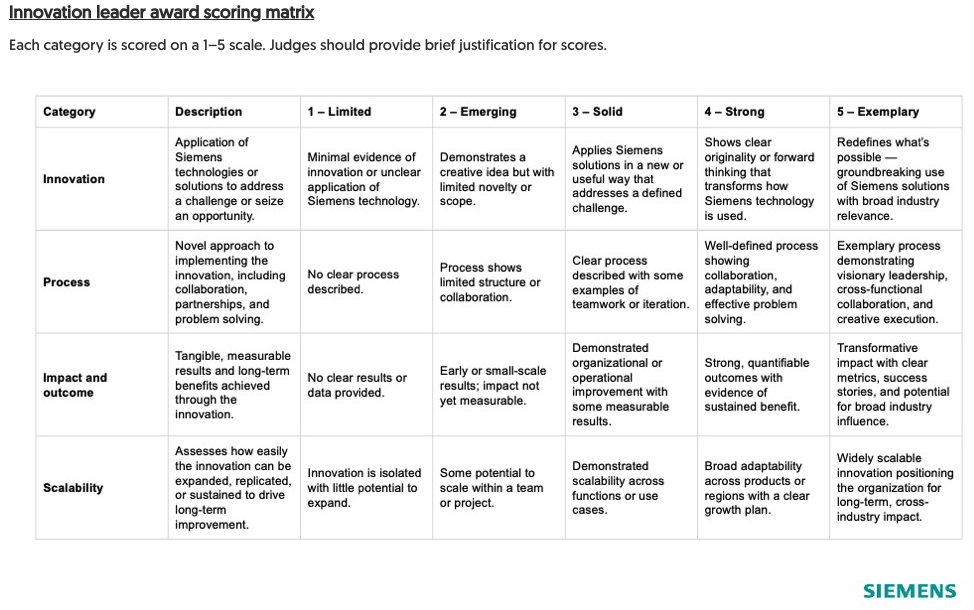 Innovation leader award scoring matrix
Each category is scored on a 1–5 scale. Judges should provide brief justification for scores.
Category
Description
1 – Limited
2 – Emerging
3 – Solid
4 – Strong
5 – Exemplary
Innovation
Application of
Siemens
technologies or
solutions to address
a challenge or seize
an opportunity.
Minimal evidence of
innovation or unclear
application of
Siemens technology.
Demonstrates a
creative idea but with
limited novelty or
scope.
Applies Siemens
solutions in a new or
useful way that
addresses a defined
challenge.
Shows clear
originality or forward
thinking that
transforms how
Siemens technology
is used.
Redefines what's
possible —
groundbreaking use
of Siemens solutions
with broad industry
relevance.
Process
Novel approach to
implementing the
innovation, including
collaboration,
partnerships, and
problem solving.
No clear process
described.
Process shows
limited structure or
collaboration.
Clear process
described with some
examples of
teamwork or iteration.
Well-defined process
showing
collaboration,
adaptability, and
effective problem
solving.
Exemplary process
demonstrating
visionary leadership,
cross-functional
collaboration, and
creative execution.
Impact and
outcome
Tangible, measurable
results and long-term
benefits achieved
through the
innovation.
No clear results or
data provided.
Early or small-scale
results; impact not
yet measurable.
Demonstrated
organizational or
operational
improvement with
some measurable
results.
Strong, quantifiable
outcomes with
evidence of
sustained benefit.
Transformative
impact with clear
metrics, success
stories, and potential
for broad industry
influence.
Scalability
Assesses how easily
the innovation can be
expanded, replicated,
or sustained to drive
long-term
improvement.
Innovation is isolated
with little potential to
expand.
Some potential to
scale within a team
or project.
Demonstrated
scalability across
functions or use
cases.
Broad adaptability
across products or
regions with a clear
growth plan.
Widely scalable
innovation positioning
the organization for
long-term, cross-
industry impact.
SIEMENS